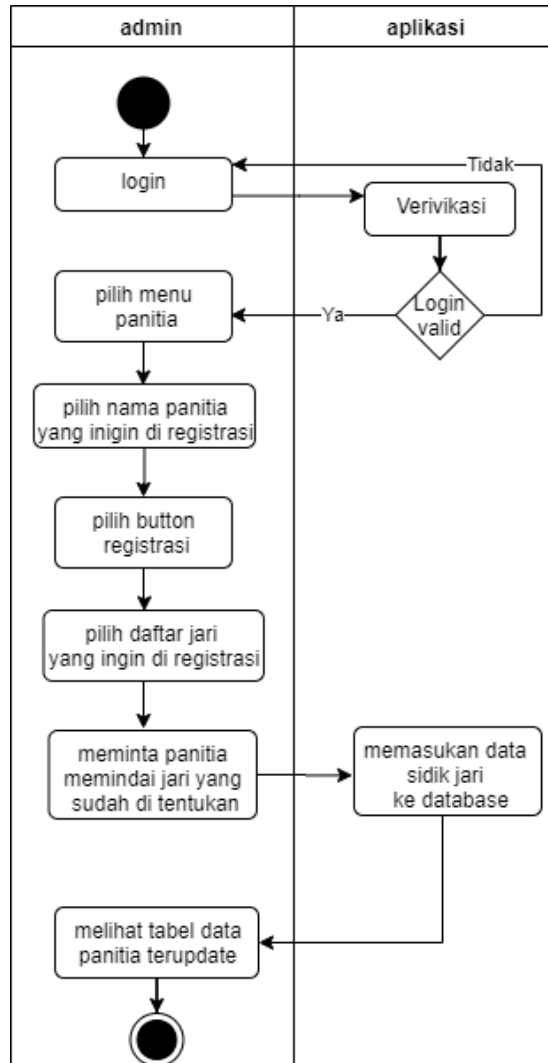 admin
aplikasi
login
Tidak
Verivikasi
Login
valid
Ya
pilih menu
panitia
pilih nama panitia
yang inigin di registrasi
pilih button
registrasi
pilih daftar jari
yang ingin di registrasi
meminta panitia
memindai jari yang
sudah di tentukan
memasukan data
sidik jari
ke database
melihat tabel data
panitia terupdate